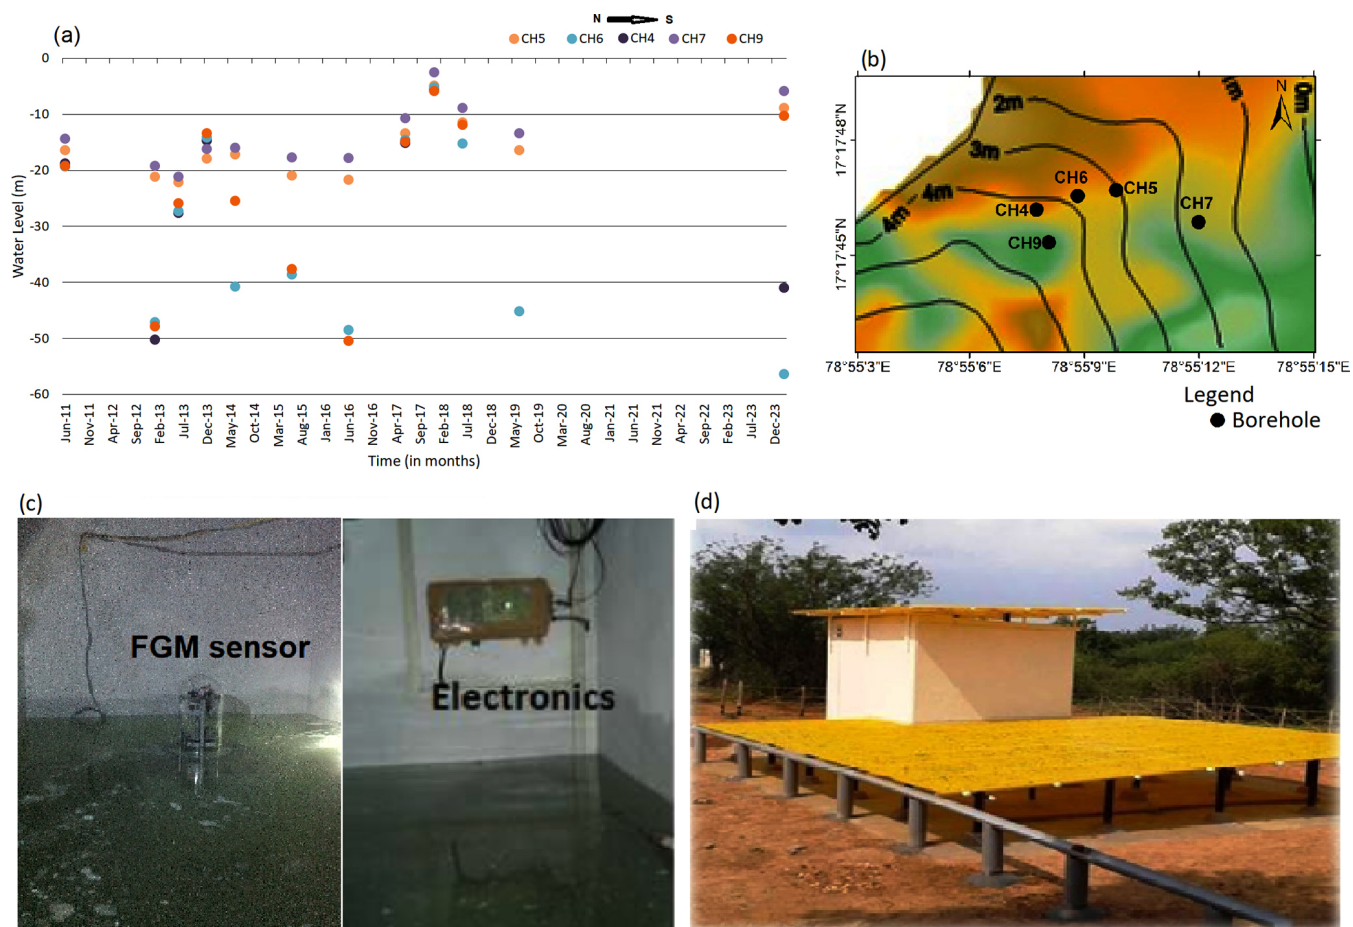 (a)
N S
CH5 CH6 CH4 CH7 CH9
0
-10
-20
-30
-40
-50
-60
Water Level (m)
Jun-11 Nov-11 Apr-12 Feb-13 Jul-13 Dec-13 May-14 Oct-14 Mar-15 Aug-15 Jan-16 Jun-16 Nov-16 Apr-17 Sep-17 Feb-18 Jul-18 Dec-18 May-19 Oct-19 Mar-20 Aug-20 Jan-21 Jun-21 Nov-21 Apr-22 Sep-22 Feb-23 Jul-23 Dec-23
Time (in months)
(b)
N
2m
m
0m
3m
4m
4m
CH6
CH5
CH4
CH7
CH9
17°17'48"N
17°17'45"N
78°55'3"E 78°55'6"E 78°55'9"E 78°55'12"E 78°55'15"E
Legend
Borehole
(c)
FGM sensor
Electronics
(d)